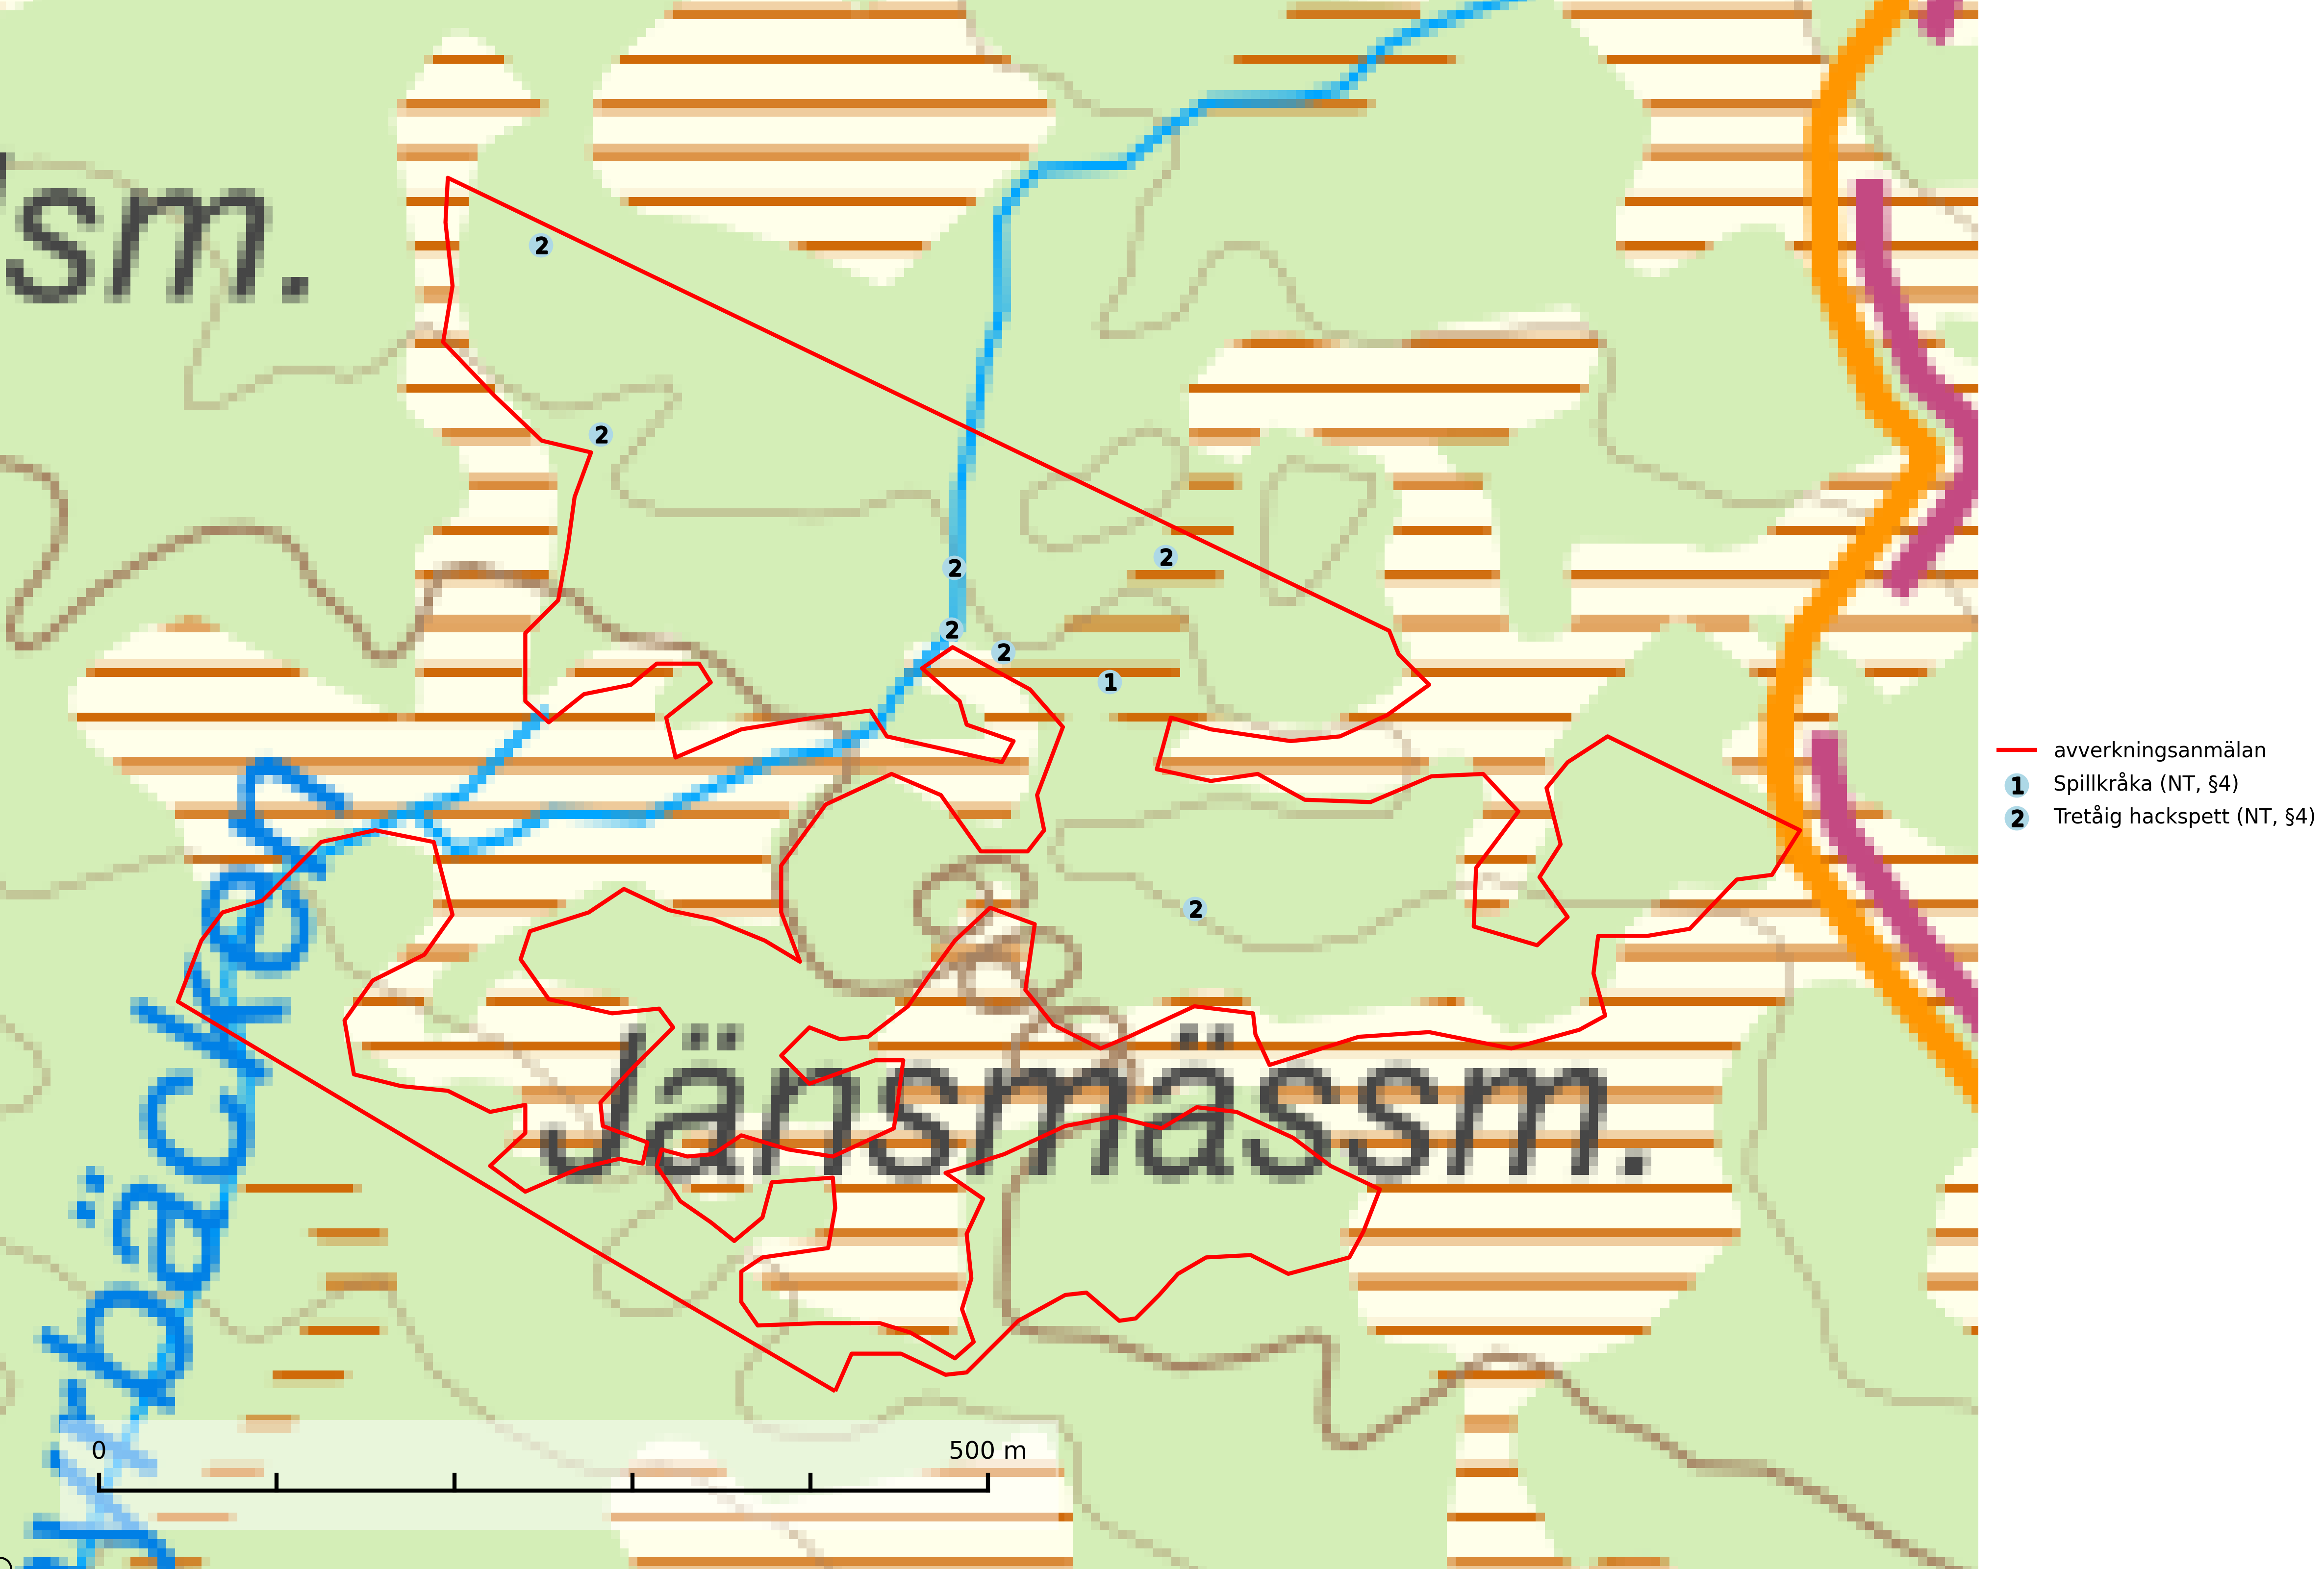 sm.
2
2
2
2
2
2
1
2
avverkningsanmälan
1 Spillkråka (NT, §4)
2 Tretåig hackspett (NT, §4)
Jänsmässm.
0 500 m